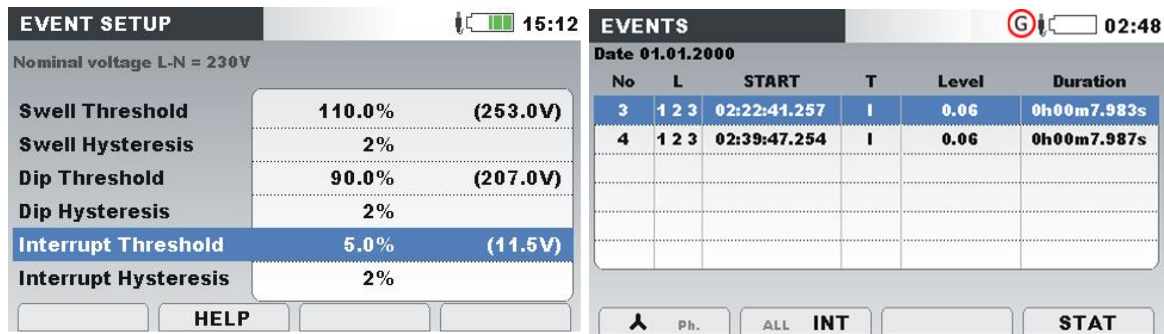 EVENT SETUP 15:12
Nominal voltage L-N = 230V
Swell Threshold 110.0% (253.0V)
Swell Hysteresis 2%
Dip Threshold 90.0% (207.0V)
Dip Hysteresis 2%
Interrupt Threshold 5.0% (11.5V)
Interrupt Hysteresis 2%
HELP
EVENTS G 02:48
Date 01.01.2000
No L START T Level Duration
3 1 2 3 02:22:41.257 I 0.06 0h00m7.983s
4 1 2 3 02:39:47.254 I 0.06 0h00m7.987s
Ph. ALL INT STAT